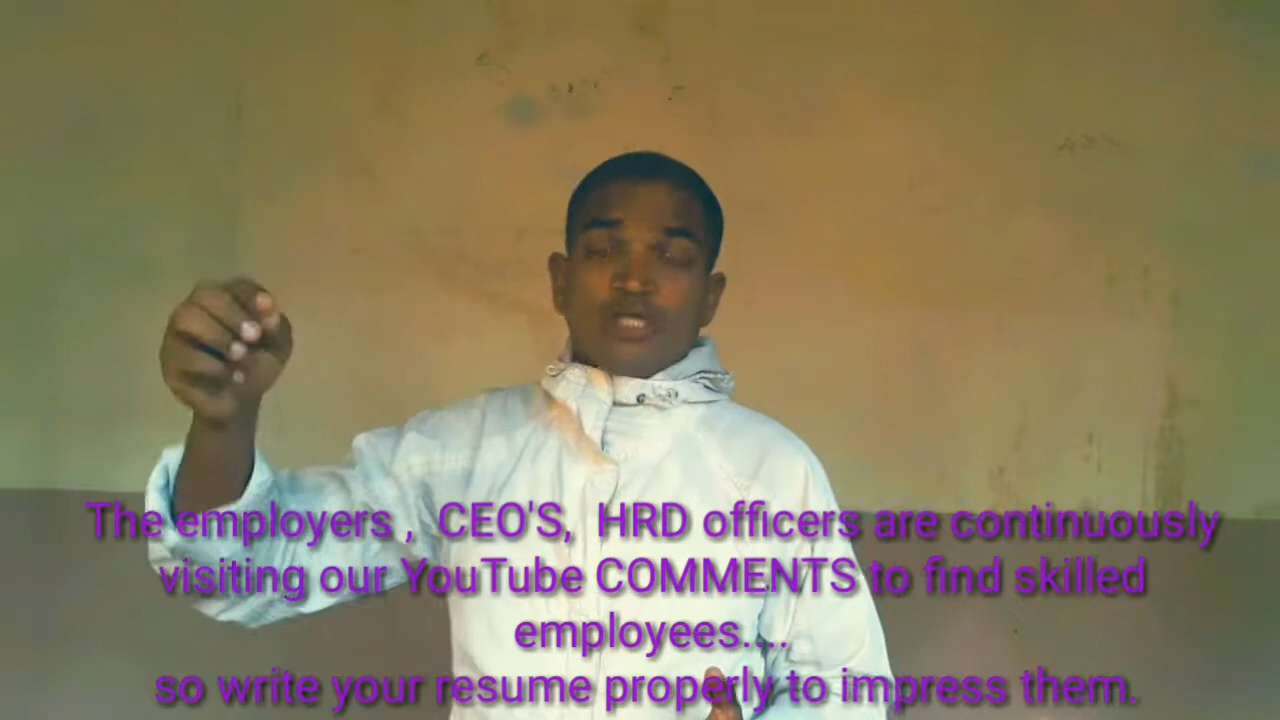 The employers , CEO'S, HRD officers are continuously
visiting our YouTube COMMENTS to find skilled
employees....
so write your resume properly to impress them.